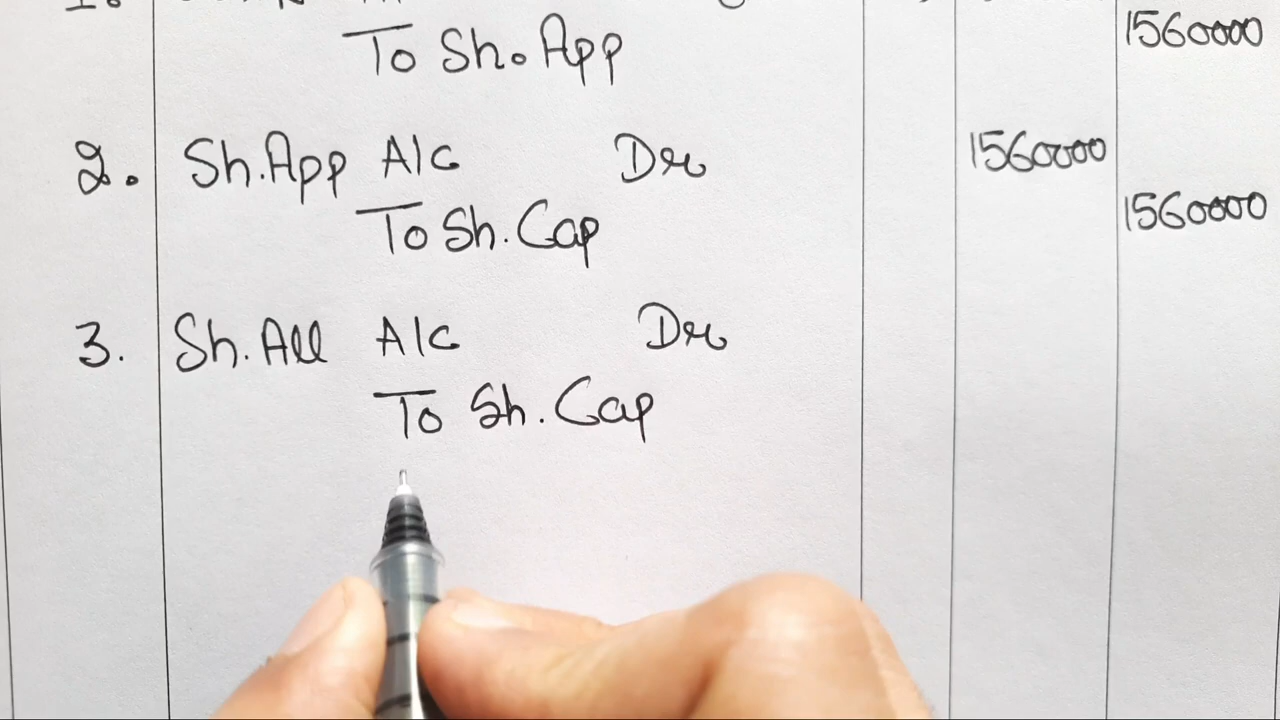 To Sh. App 1560000
2. Sh. App A/c Dr 1560000
To Sh. Cap 1560000
3. Sh. All A/c Dr
To Sh. Cap